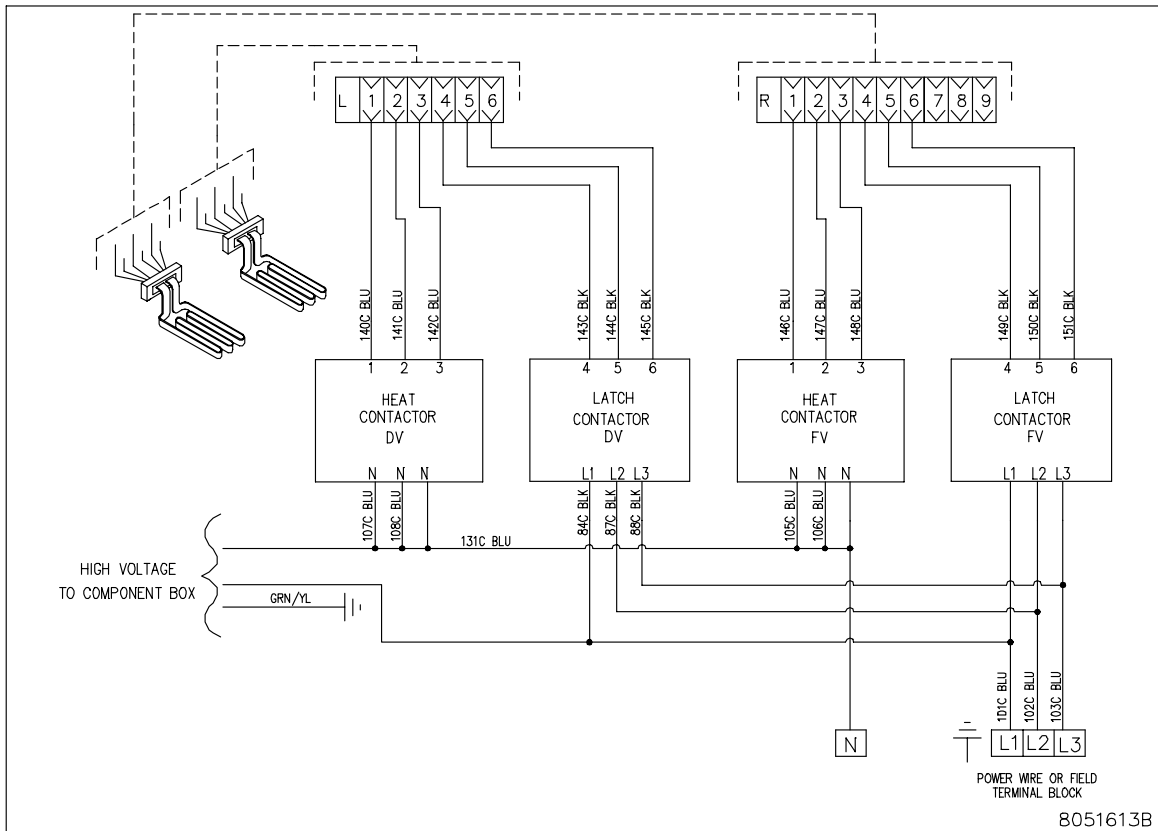 L 1 2 3 4 5 6
R 1 2 3 4 5 6 7 8 9
140C BLU
141C BLU
142C BLU
143C BLK
144C BLK
145C BLK
146C BLU
147C BLU
148C BLU
149C BLK
150C BLK
151C BLK
1 2 3
HEAT
CONTACTOR
DV
N N N
4 5 6
LATCH
CONTACTOR
DV
L1 L2 L3
1 2 3
HEAT
CONTACTOR
FV
N N N
4 5 6
LATCH
CONTACTOR
FV
L1 L2 L3
107C BLU
108C BLU
84C BLK
87C BLK
88C BLK
105C BLU
106C BLU
131C BLU
HIGH VOLTAGE
TO COMPONENT BOX
GRN/YL
101C BLU
102C BLU
103C BLU
N
L1 L2 L3
POWER WIRE OR FIELD
TERMINAL BLOCK
8051613B